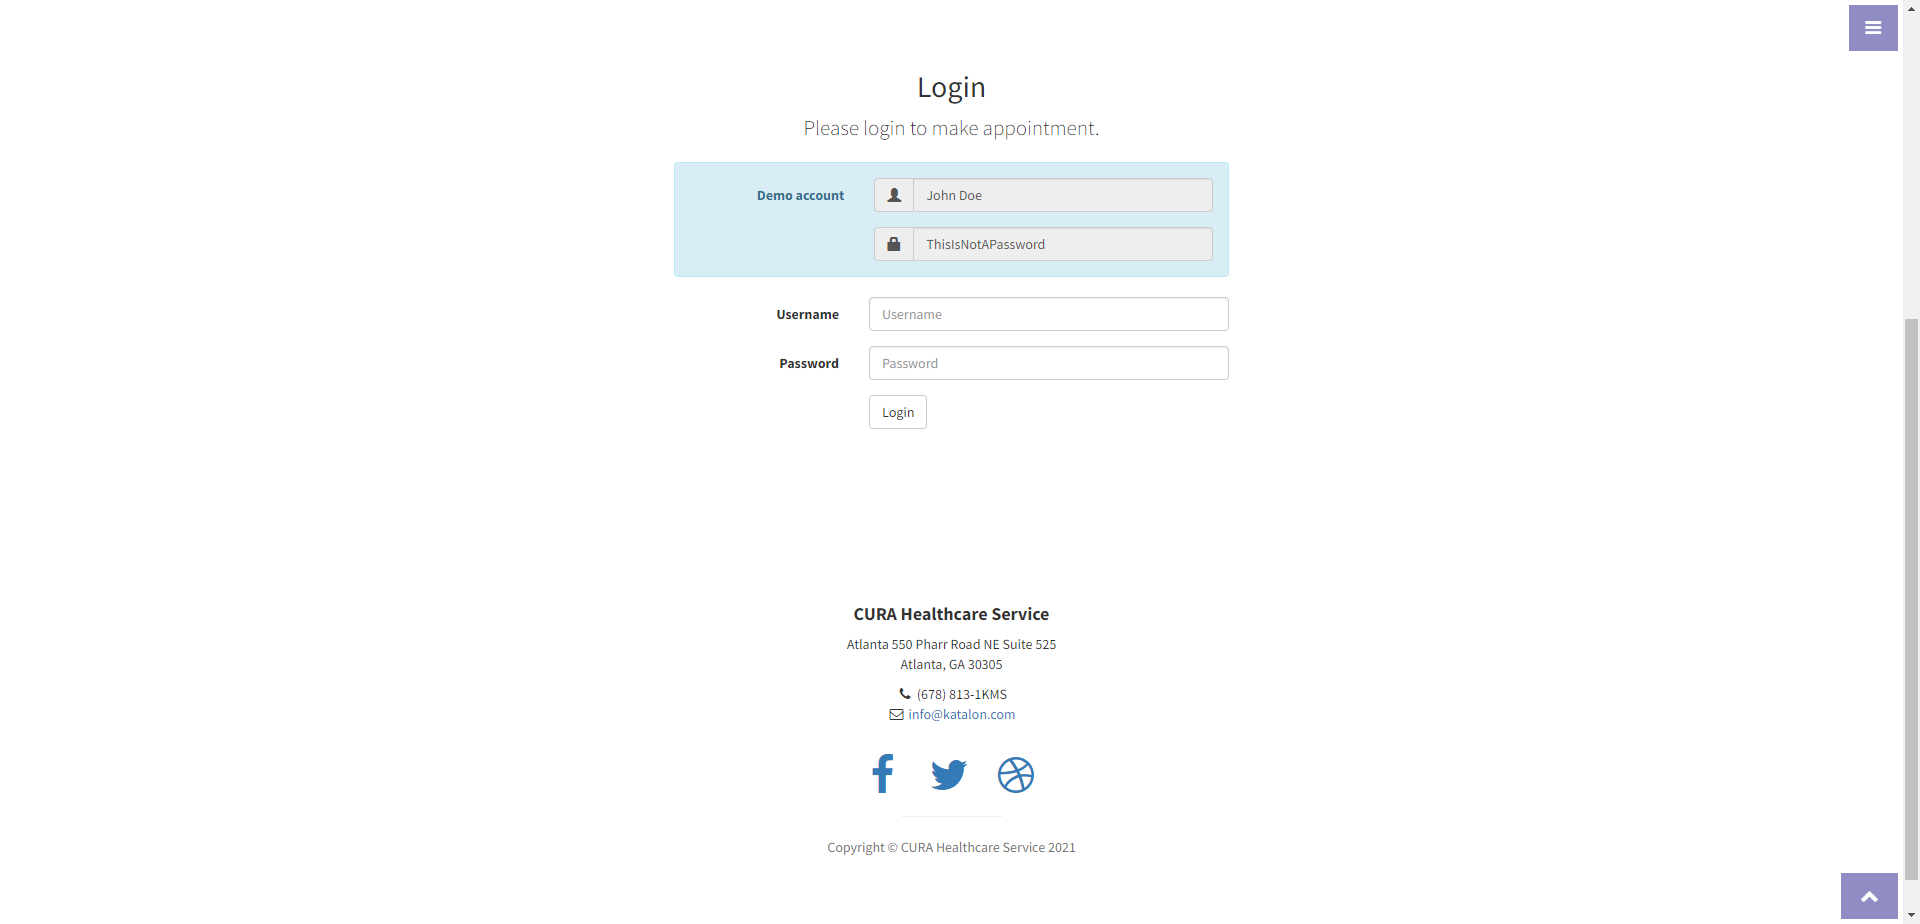 Login
Please login to make appointment.
Demo account
John Doe
ThisIsNotAPassword
Username
Username
Password
Password
Login
CURA Healthcare Service
Atlanta 550 Pharr Road NE Suite 525
Atlanta, GA 30305
(678) 813-1KMS
info@katalon.com
Copyright © CURA Healthcare Service 2021